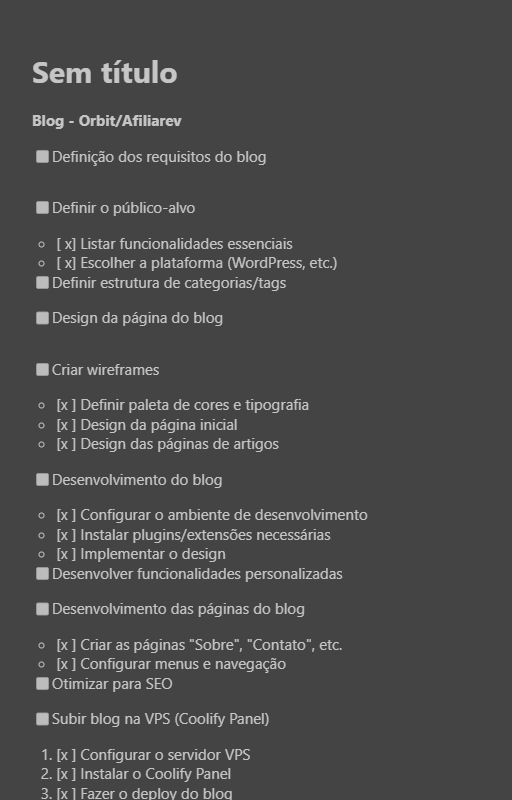 Sem título
Blog - Orbit/Afiliarev
Definição dos requisitos do blog
Definir o público-alvo
[ x] Listar funcionalidades essenciais
[ x] Escolher a plataforma (WordPress, etc.)
Definir estrutura de categorias/tags
Design da página do blog
Criar wireframes
[x ] Definir paleta de cores e tipografia
[x ] Design da página inicial
[x ] Design das páginas de artigos
Desenvolvimento do blog
[x ] Configurar o ambiente de desenvolvimento
[x ] Instalar plugins/extensões necessárias
[x ] Implementar o design
Desenvolver funcionalidades personalizadas
Desenvolvimento das páginas do blog
[x ] Criar as páginas "Sobre", "Contato", etc.
[x ] Configurar menus e navegação
Otimizar para SEO
Subir blog na VPS (Coolify Panel)
1. [x ] Configurar o servidor VPS
2. [x ] Instalar o Coolify Panel
3. [x ] Fazer o deploy do blog